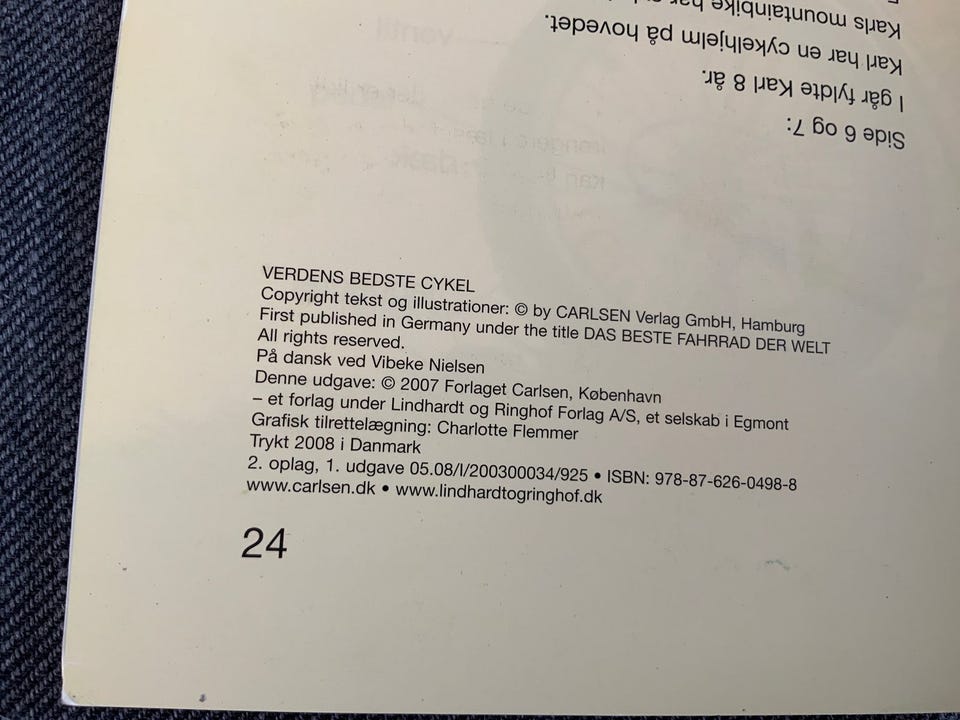 Side 6 og 7:
I går fyldte Karl 8 år.
Karl har en cykelhjelm på hovedet.
Karls mountainbike har
VERDENS BEDSTE CYKEL
Copyright tekst og illustrationer: © by CARLSEN Verlag GmbH, Hamburg
First published in Germany under the title DAS BESTE FAHRRAD DER WELT
All rights reserved.
På dansk ved Vibeke Nielsen
Denne udgave: © 2007 Forlaget Carlsen, København
– et forlag under Lindhardt og Ringhof Forlag A/S, et selskab i Egmont
Grafisk tilrettelægning: Charlotte Flemmer
Trykt 2008 i Danmark
2. oplag, 1. udgave 05.08/I/200300034/925 • ISBN: 978-87-626-0498-8
www.carlsen.dk • www.lindhardtogringhof.dk
24